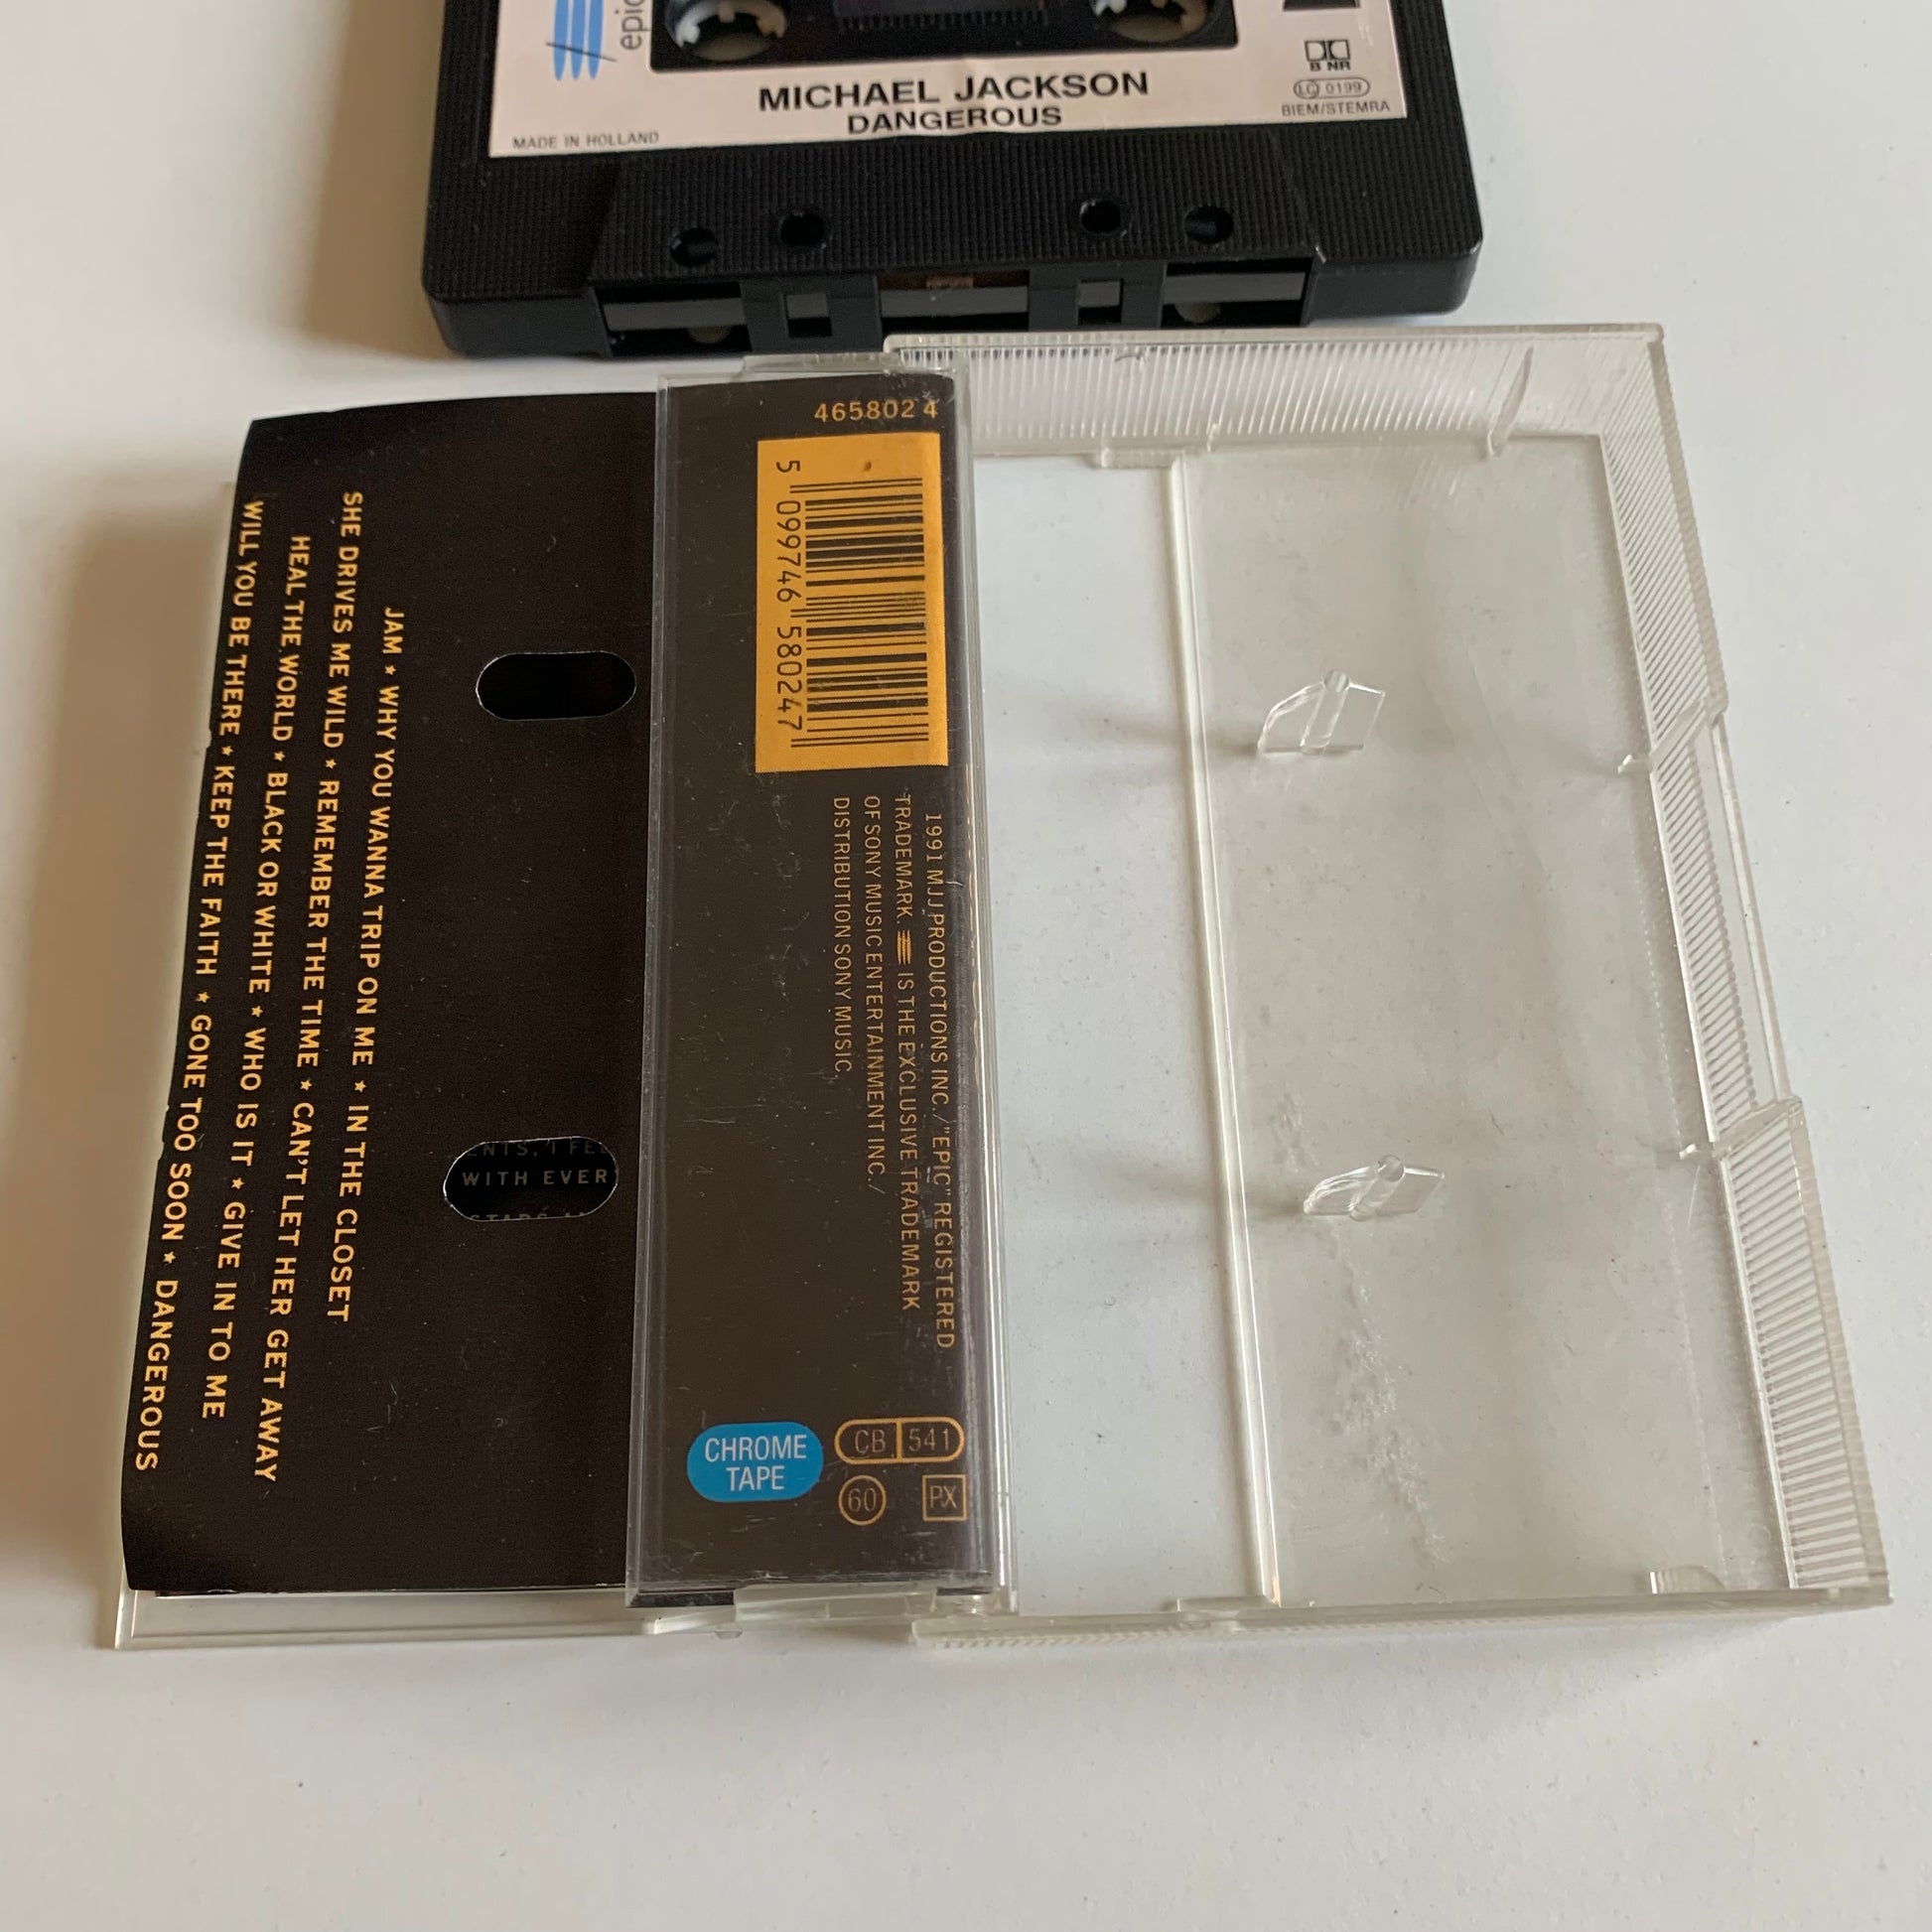 epic
MICHAEL JACKSON
DANGEROUS
MADE IN HOLLAND
B NR
LC 0199
BIEM/STEMRA
465802 4
5 099746 580247
1991 MJJ PRODUCTIONS INC./"EPIC" REGISTERED
TRADEMARK. IS THE EXCLUSIVE TRADEMARK
OF SONY MUSIC ENTERTAINMENT INC./
DISTRIBUTION SONY MUSIC.
CHROME
TAPE
CB 541
60
PX
JAM * WHY YOU WANNA TRIP ON ME * IN THE CLOSET
SHE DRIVES ME WILD * REMEMBER THE TIME * CAN'T LET HER GET AWAY
HEAL THE WORLD * BLACK OR WHITE * WHO IS IT * GIVE IN TO ME
WILL YOU BE THERE * KEEP THE FAITH * GONE TOO SOON * DANGEROUS
WITH EVER